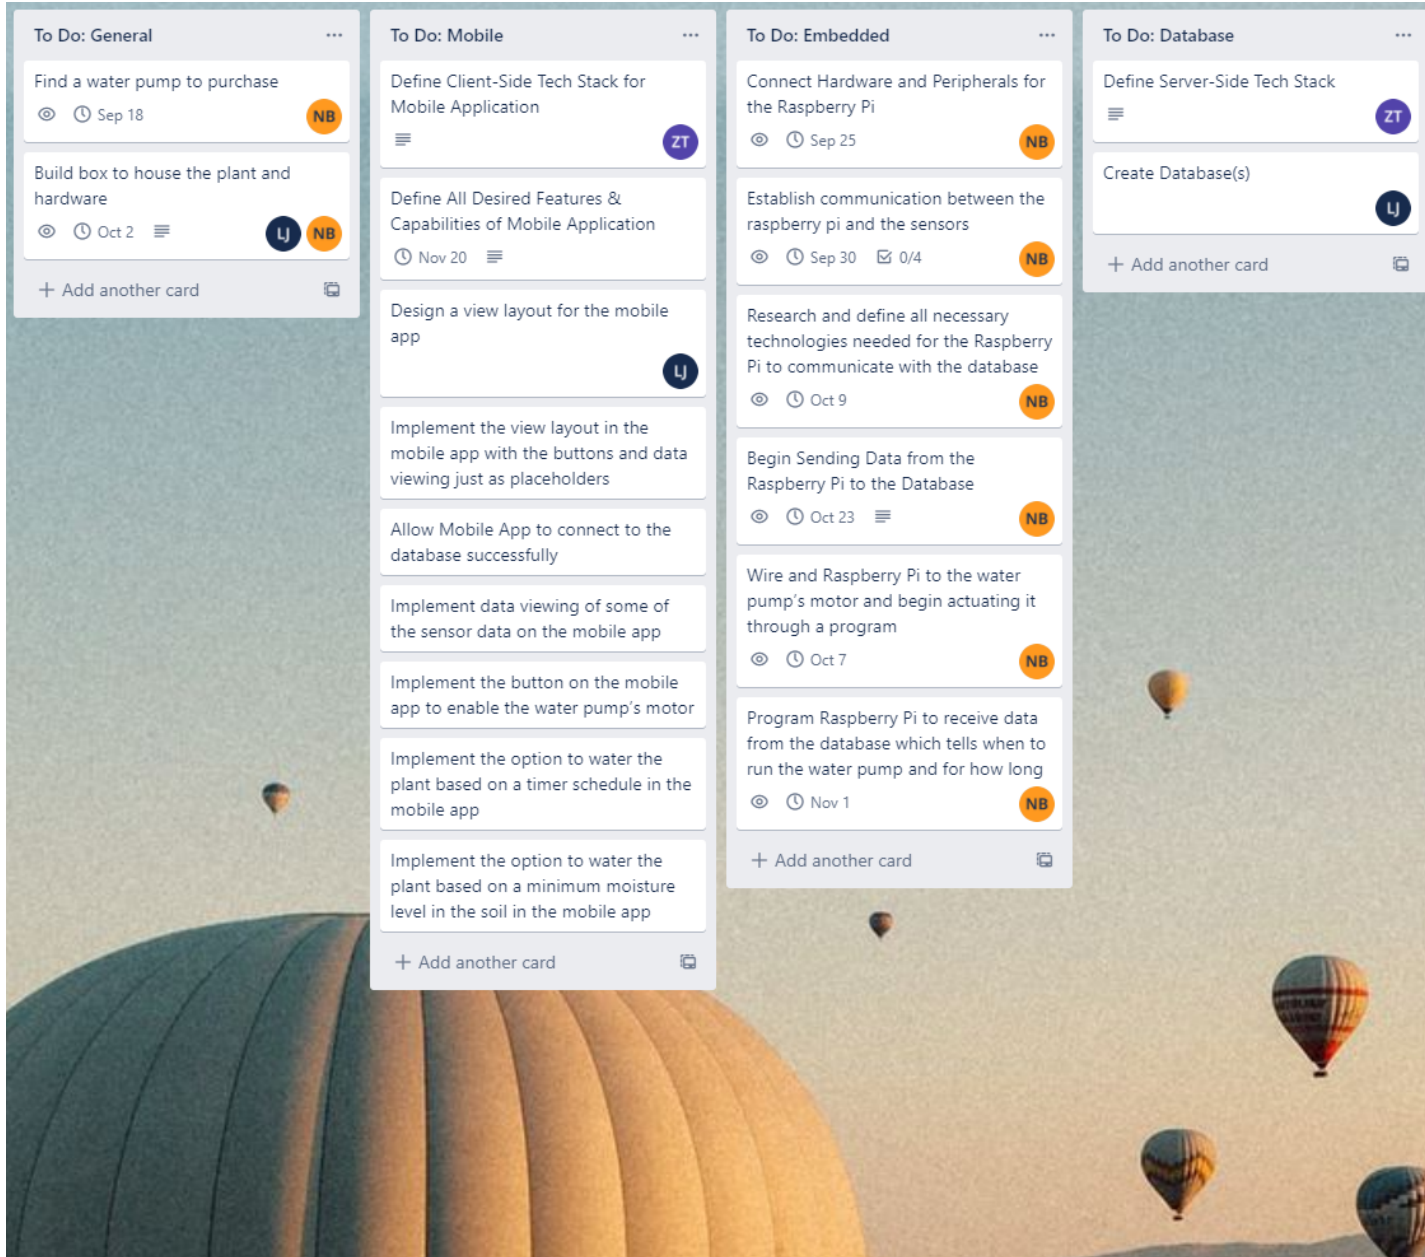 To Do: General
Find a water pump to purchase
Sep 18
NB
Build box to house the plant and
hardware
Oct 2
LJ NB
+ Add another card
To Do: Mobile
Define Client-Side Tech Stack for
Mobile Application
ZT
Define All Desired Features &
Capabilities of Mobile Application
Nov 20
Design a view layout for the mobile
app
LJ
Implement the view layout in the
mobile app with the buttons and data
viewing just as placeholders
Allow Mobile App to connect to the
database successfully
Implement data viewing of some of
the sensor data on the mobile app
Implement the button on the mobile
app to enable the water pump's motor
Implement the option to water the
plant based on a timer schedule in the
mobile app
Implement the option to water the
plant based on a minimum moisture
level in the soil in the mobile app
+ Add another card
To Do: Embedded
Connect Hardware and Peripherals for
the Raspberry Pi
Sep 25
NB
Establish communication between the
raspberry pi and the sensors
Sep 30 0/4
NB
Research and define all necessary
technologies needed for the Raspberry
Pi to communicate with the database
Oct 9
NB
Begin Sending Data from the
Raspberry Pi to the Database
Oct 23
NB
Wire and Raspberry Pi to the water
pump's motor and begin actuating it
through a program
Oct 7
NB
Program Raspberry Pi to receive data
from the database which tells when to
run the water pump and for how long
Nov 1
NB
+ Add another card
To Do: Database
Define Server-Side Tech Stack
ZT
Create Database(s)
LJ
+ Add another card